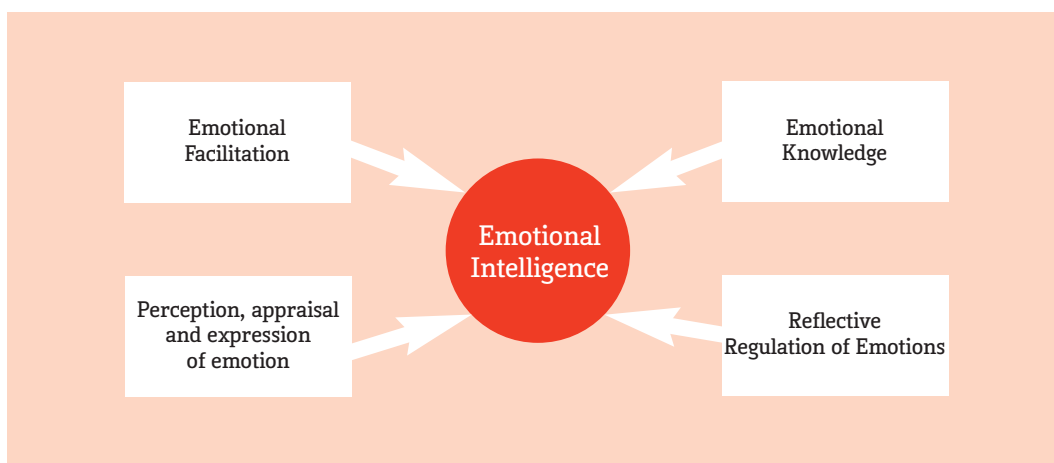 Emotional
Facilitation
Emotional
Knowledge
Emotional
Intelligence
Perception, appraisal
and expression
of emotion
Reflective
Regulation of Emotions